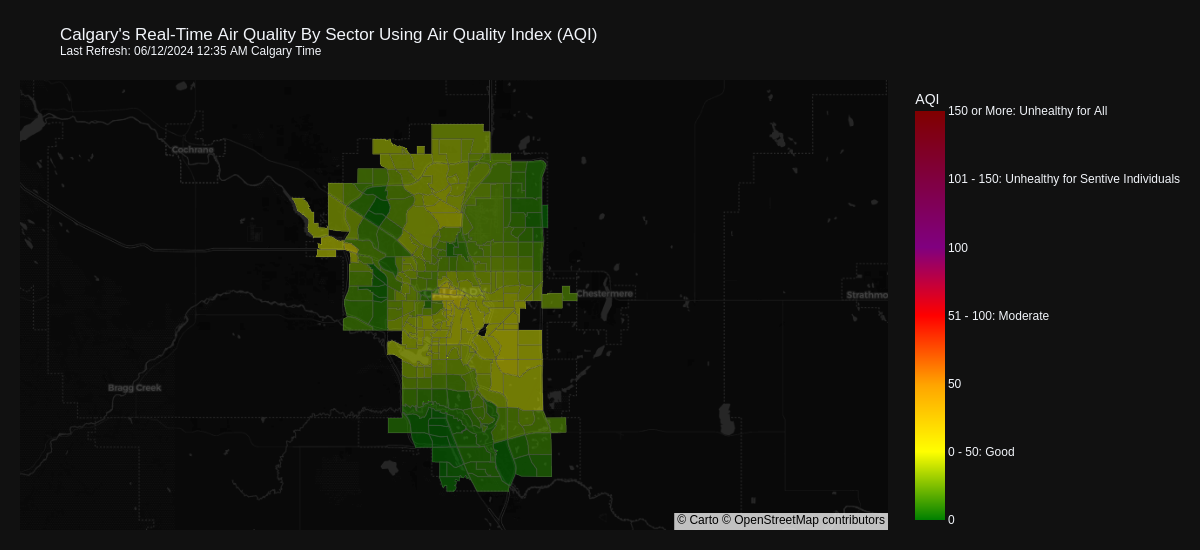 Calgary's Real-Time Air Quality By Sector Using Air Quality Index (AQI)
Last Refresh: 06/12/2024 12:35 AM Calgary Time
AQI
150 or More: Unhealthy for All
Cochrane
101 - 150: Unhealthy for Sentive Individuals
100
Chestermere
Strathmo
51 - 100: Moderate
50
Bragg Creek
0 - 50: Good
0
© Carto © OpenStreetMap contributors